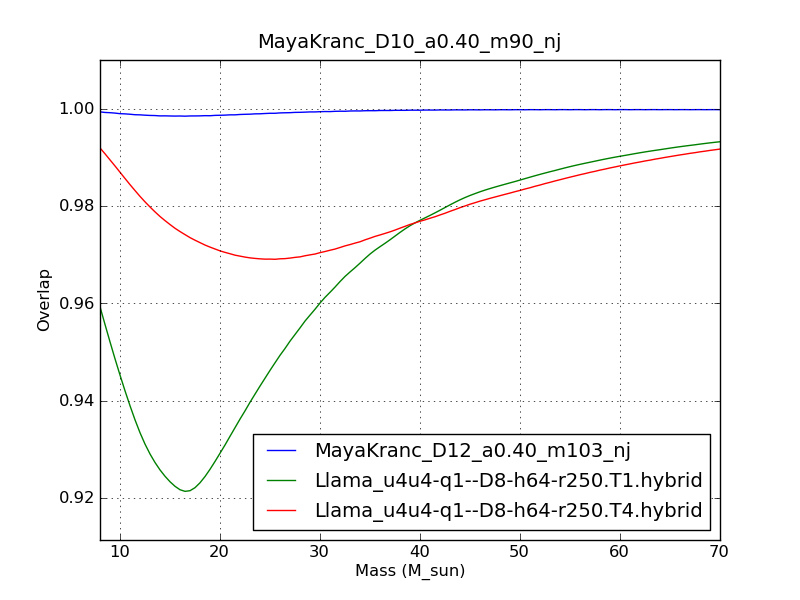 MayaKranc_D10_a0.40_m90_nj
1.00
0.98
0.96
0.94
0.92
Overlap
MayaKranc_D12_a0.40_m103_nj
Llama_u4u4-q1--D8-h64-r250.T1.hybrid
Llama_u4u4-q1--D8-h64-r250.T4.hybrid
10 20 30 40 50 60 70
Mass (M_sun)